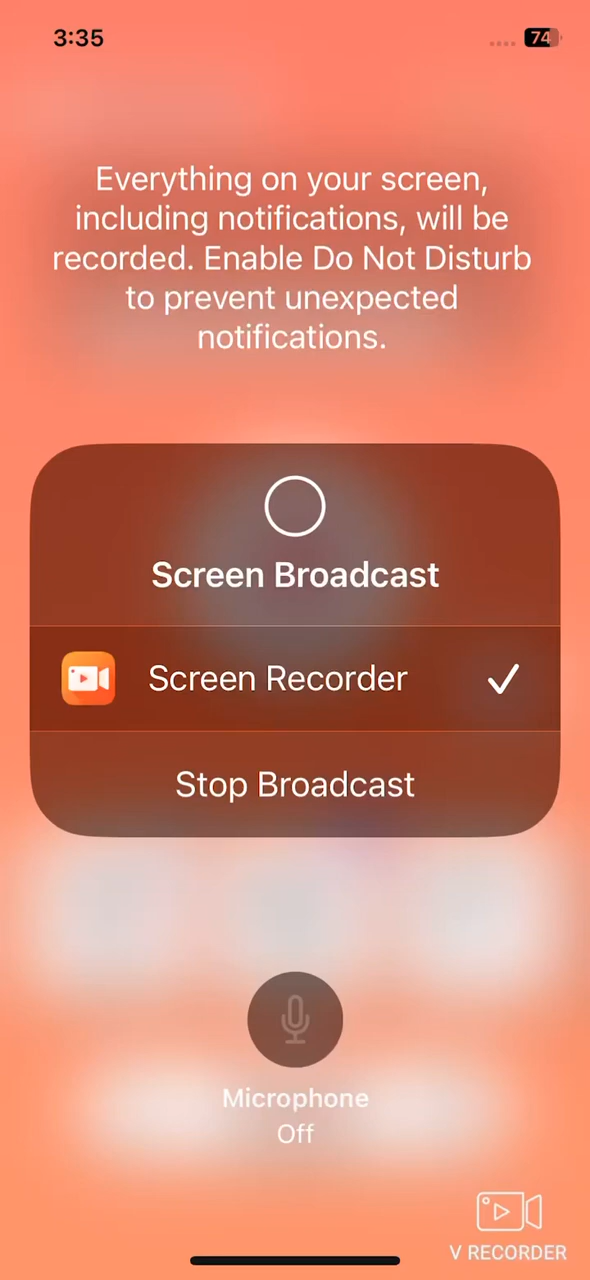 3:35
74
Everything on your screen,
including notifications, will be
recorded. Enable Do Not Disturb
to prevent unexpected
notifications.
Screen Broadcast
Screen Recorder
Stop Broadcast
Microphone
Off
V RECORDER